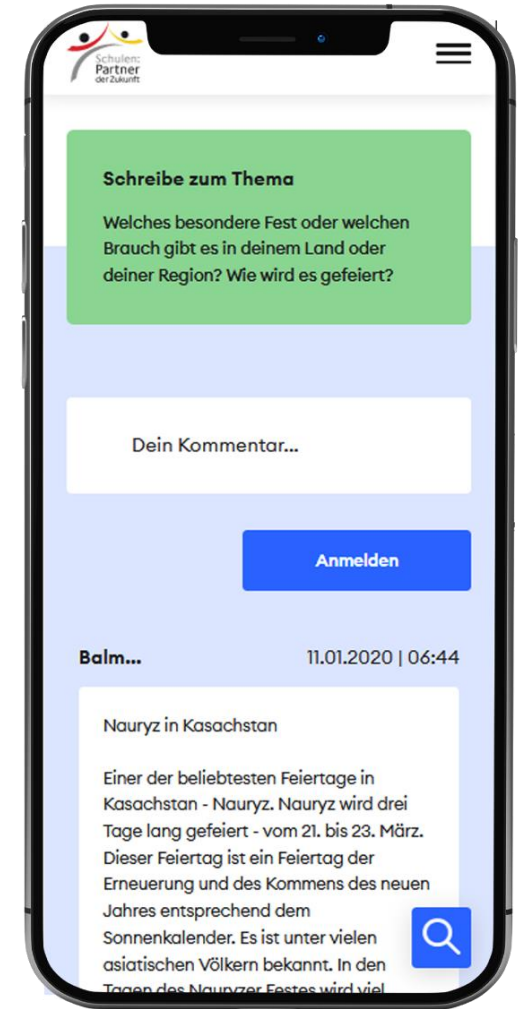 Schulen:
Partner
der Zukunft
Schreibe zum Thema
Welches besondere Fest oder welchen
Brauch gibt es in deinem Land oder
deiner Region? Wie wird es gefeiert?
Dein Kommentar...
Anmelden
Balm... 11.01.2020 | 06:44
Nauryz in Kasachstan
Einer der beliebtesten Feiertage in
Kasachstan - Nauryz. Nauryz wird drei
Tage lang gefeiert - vom 21. bis 23. März.
Dieser Feiertag ist ein Feiertag der
Erneuerung und des Kommens des neuen
Jahres entsprechend dem
Sonnenkalender. Es ist unter vielen
asiatischen Völkern bekannt. In den
Tagen des Nauryzer Festes wird viel